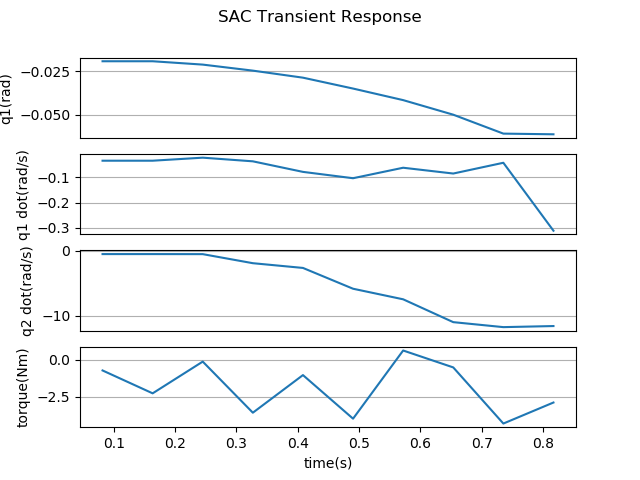 SAC Transient Response
q1(rad)
−0.025
−0.050
q1 dot(rad/s)
−0.1
−0.2
−0.3
q2 dot(rad/s)
0
−10
torque(Nm)
0.0
−2.5
0.1 0.2 0.3 0.4 0.5 0.6 0.7 0.8
time(s)